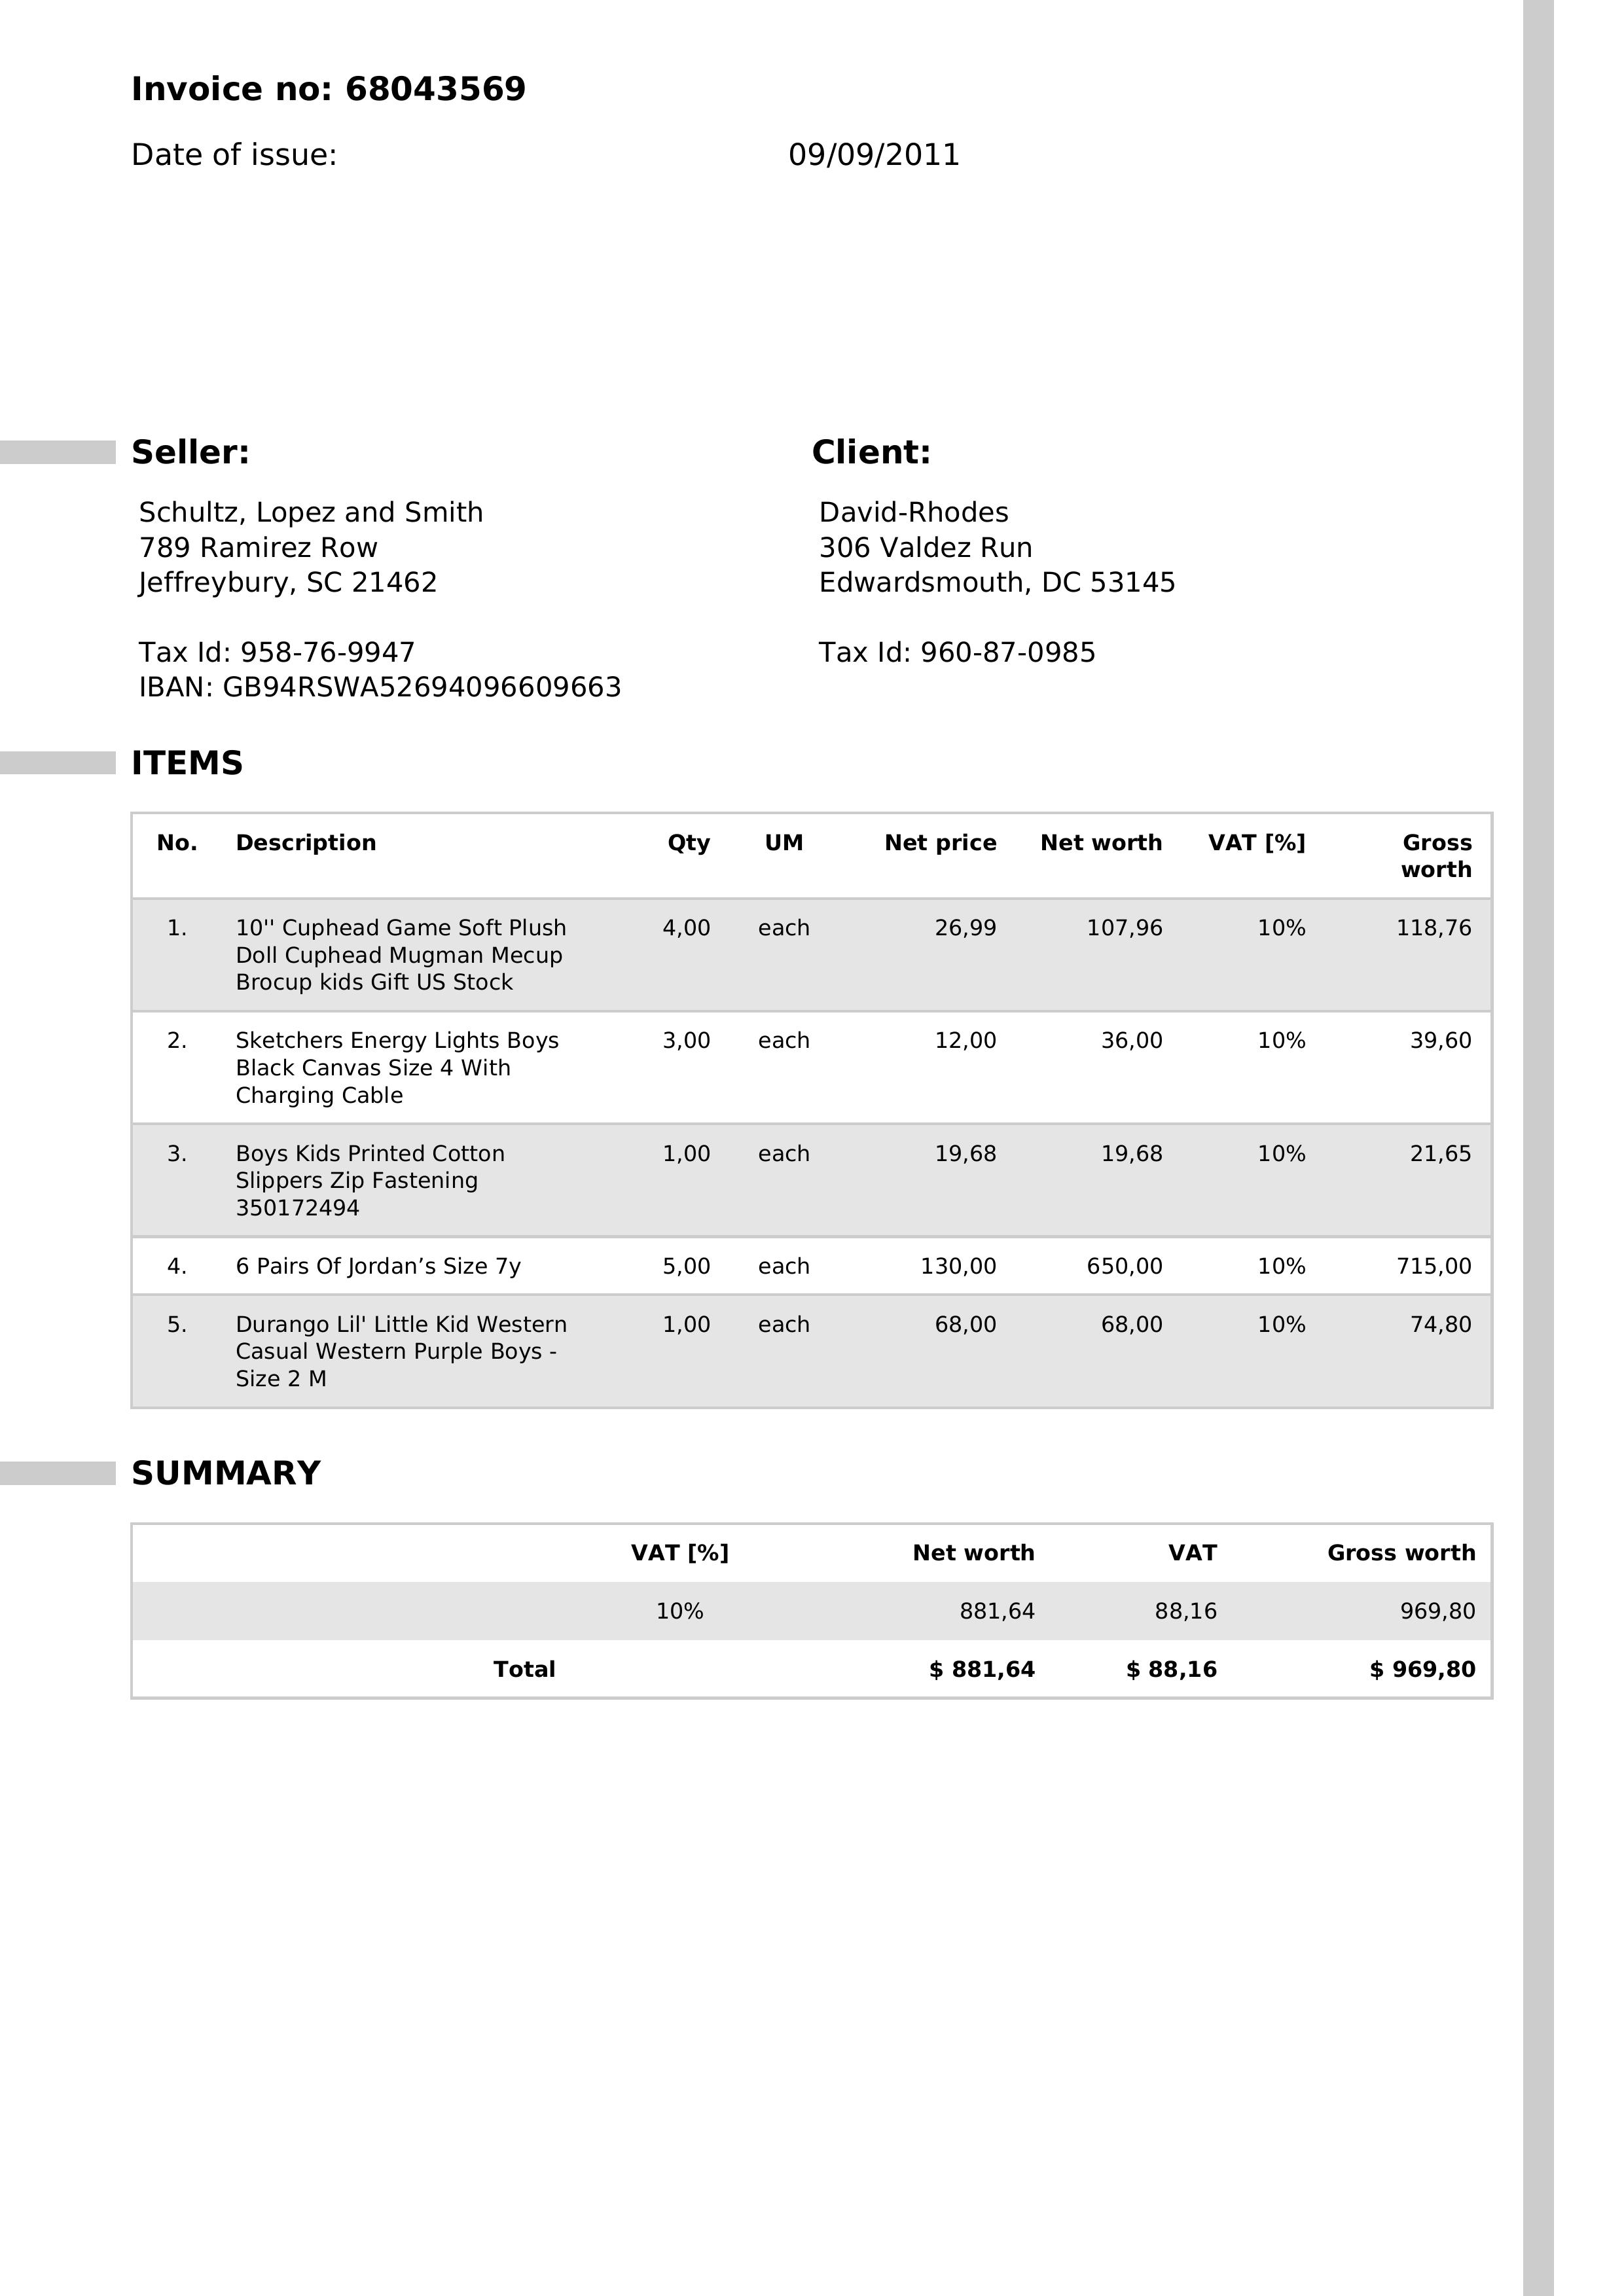 Invoice no: 68043569
Date of issue: 09/09/2011
Seller:
Schultz, Lopez and Smith
789 Ramirez Row
Jeffreybury, SC 21462
Tax Id: 958-76-9947
IBAN: GB94RSWA52694096609663
Client:
David-Rhodes
306 Valdez Run
Edwardsmouth, DC 53145
Tax Id: 960-87-0985
ITEMS
No. Description Qty UM Net price Net worth VAT [%] Gross
worth
1. 10'' Cuphead Game Soft Plush 4,00 each 26,99 107,96 10% 118,76
Doll Cuphead Mugman Mecup
Brocup kids Gift US Stock
2. Sketchers Energy Lights Boys 3,00 each 12,00 36,00 10% 39,60
Black Canvas Size 4 With
Charging Cable
3. Boys Kids Printed Cotton 1,00 each 19,68 19,68 10% 21,65
Slippers Zip Fastening
350172494
4. 6 Pairs Of Jordan’s Size 7y 5,00 each 130,00 650,00 10% 715,00
5. Durango Lil' Little Kid Western 1,00 each 68,00 68,00 10% 74,80
Casual Western Purple Boys -
Size 2 M
SUMMARY
VAT [%] Net worth VAT Gross worth
10% 881,64 88,16 969,80
Total $ 881,64 $ 88,16 $ 969,80